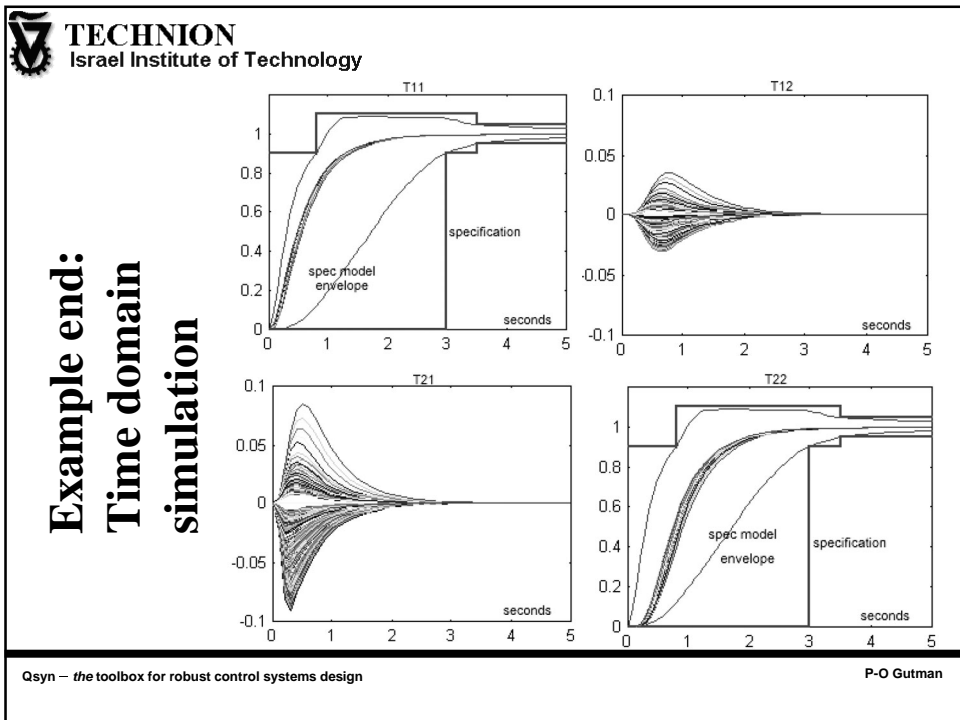 TECHNION
Israel Institute of Technology
Example end:
Time domain
simulation
T11
1
0.8
0.6
0.4
0.2
0
0 1 2 3 4 5
specification
spec model
envelope
seconds
T12
0.1
0.05
0
-0.05
-0.1
0 1 2 3 4 5
seconds
T21
0.1
0.05
0
-0.05
-0.1
0 1 2 3 4 5
seconds
T22
1
0.8
0.6
0.4
0.2
0
0 1 2 3 4 5
spec model
envelope
specification
seconds
Qsyn – the toolbox for robust control systems design
P-O Gutman